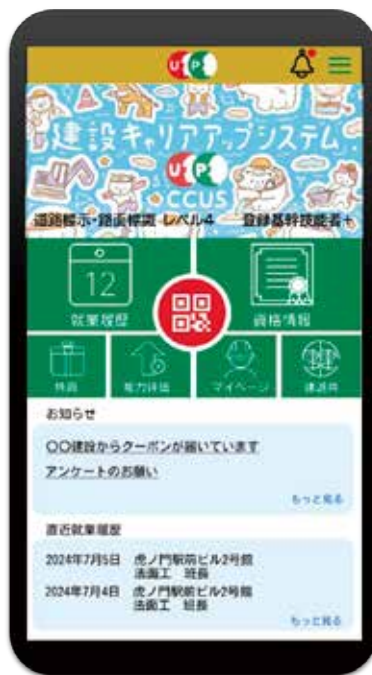 UP
建設キャリアアップシステム
UP
CCUS
道路標示・路面標識 レベル4 登録基幹技能者+
12
就業履歴
資格情報
特典
能力評価
マイページ
建退共
お知らせ
〇〇建設からクーポンが届いています
アンケートのお願い
もっと見る
直近就業履歴
2024年7月5日 虎ノ門駅前ビル2号館
法面工 班長
2024年7月4日 虎ノ門駅前ビル2号館
法面工 班長
もっと見る